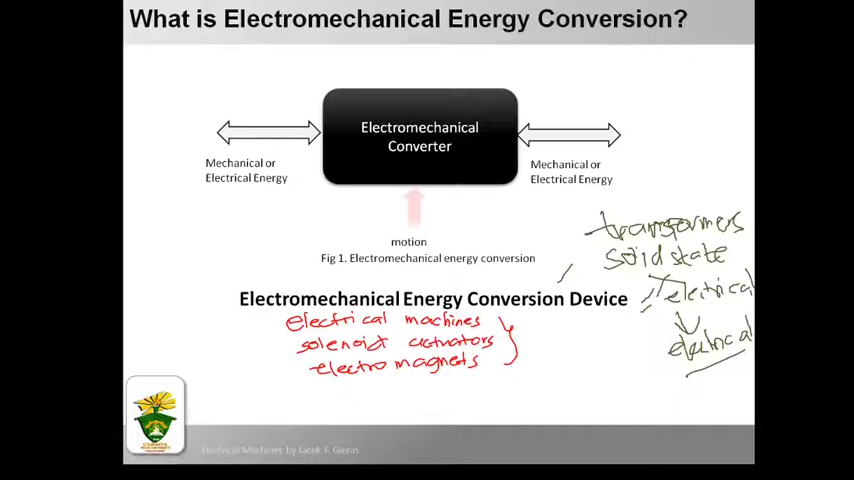 What is Electromechanical Energy Conversion?
Electromechanical
Converter
Mechanical or
Electrical Energy
Mechanical or
Electrical Energy
motion
Fig 1. Electromechanical energy conversion
transformers
solid state
electrical
electrical
Electromechanical Energy Conversion Device
electrical machines
solenoid actuators
electro magnets
Electrical Machines by Jacek F. Gieras